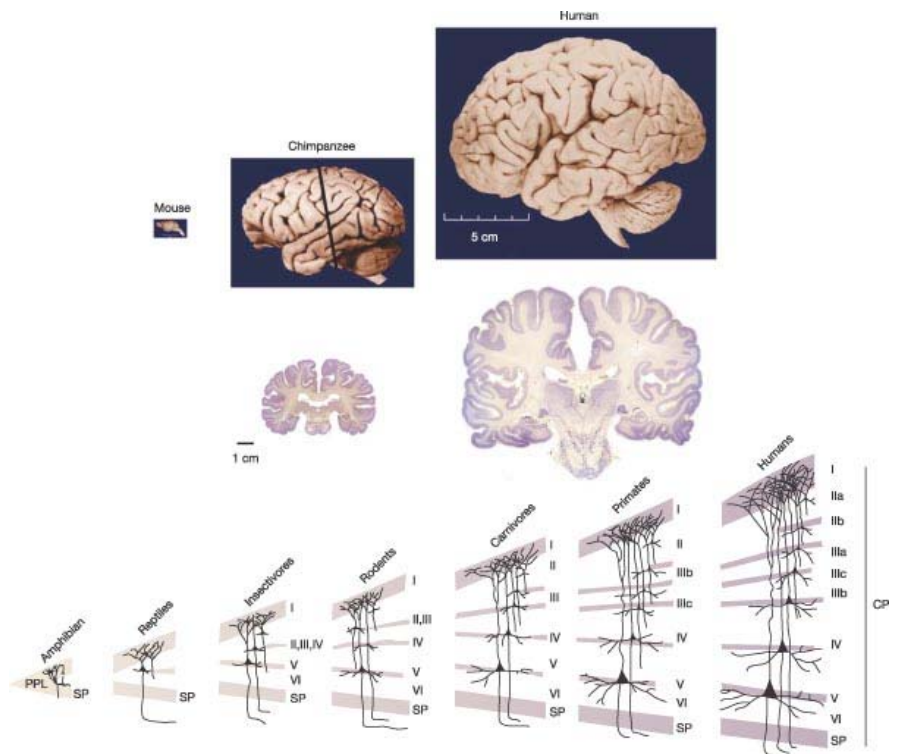 Human
Chimpanzee
Mouse
5 cm
1 cm
Amphibian
PPL
SP
Reptiles
SP
Insectivores
I
II,III,IV
V
VI
SP
Rodents
I
II,III
IV
V
VI
SP
Carnivores
I
II
III
IV
V
VI
SP
Primates
I
II
IIIb
IIIc
IV
V
VI
SP
Humans
I
IIa
IIb
IIIa
IIIc
IIIb
IV
V
VI
SP
CP